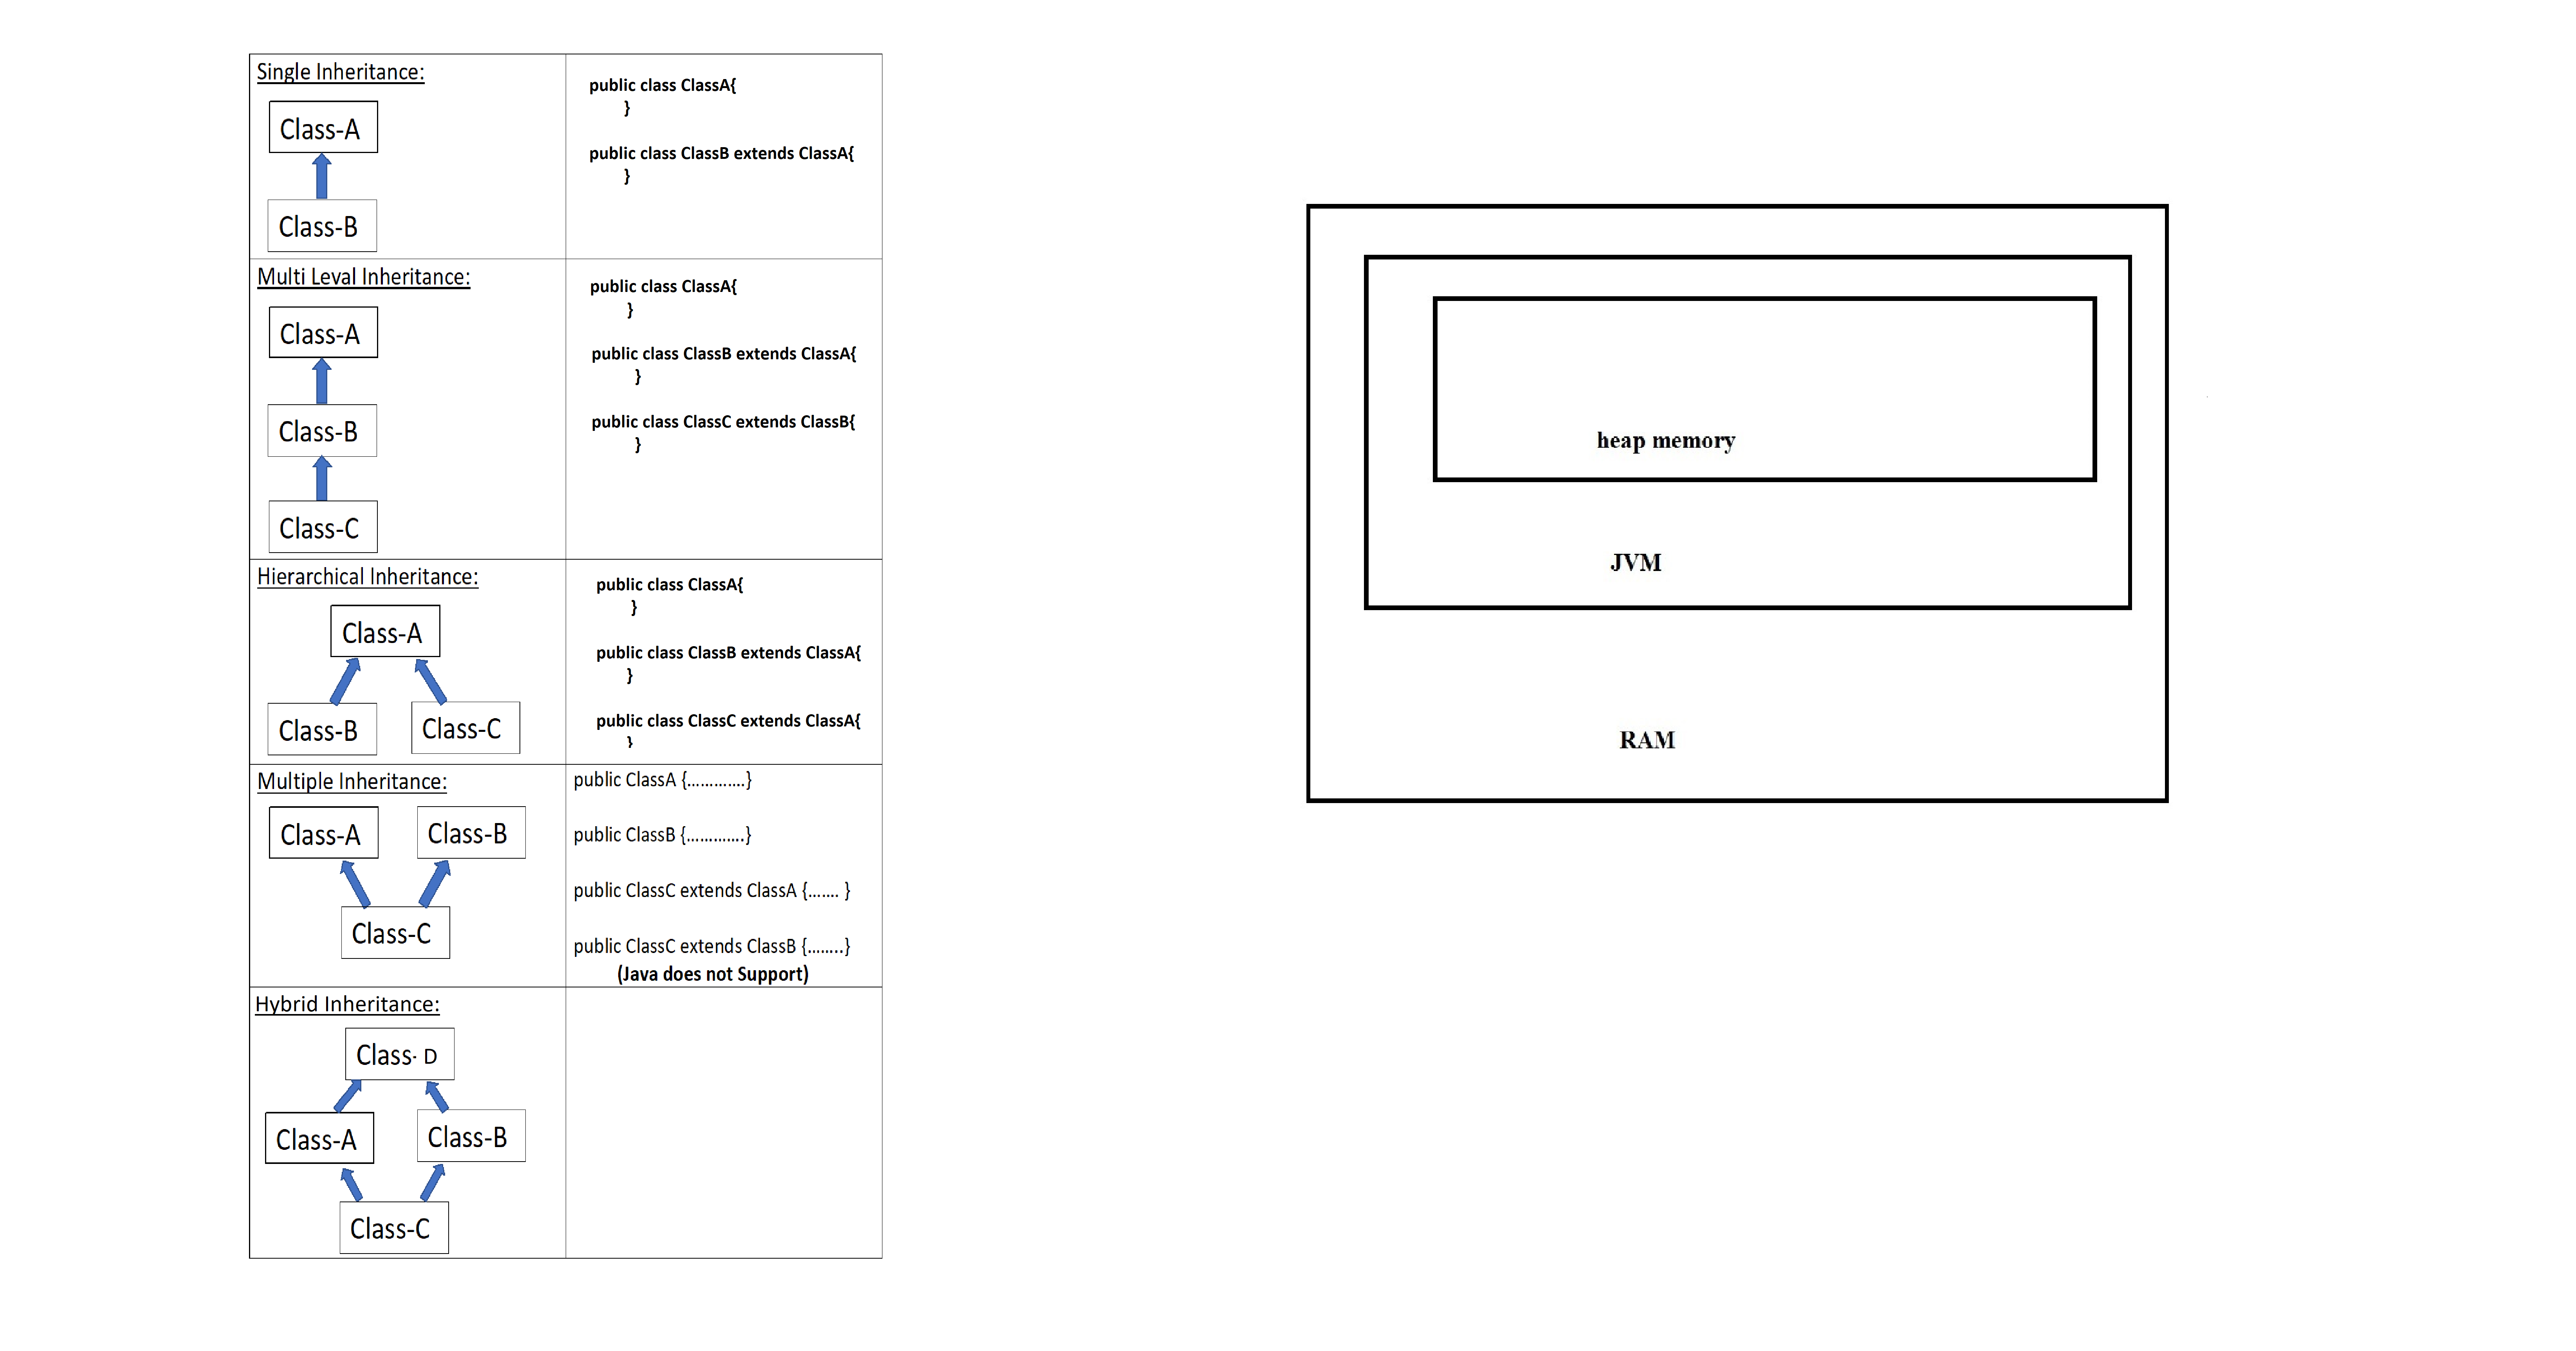 Single Inheritance:
Class-A
Class-B
public class ClassA{
}
public class ClassB extends ClassA{
}
Multi Leval Inheritance:
Class-A
Class-B
Class-C
public class ClassA{
}
public class ClassB extends ClassA{
}
public class ClassC extends ClassB{
}
Hierarchical Inheritance:
Class-A
Class-B
Class-C
public class ClassA{
}
public class ClassB extends ClassA{
}
public class ClassC extends ClassA{
}
Multiple Inheritance:
Class-A
Class-B
Class-C
public ClassA {............}
public ClassB {............}
public ClassC extends ClassA {....... }
public ClassC extends ClassB {........}
(Java does not Support)
Hybrid Inheritance:
Class- D
Class-A
Class-B
Class-C
heap memory
JVM
RAM